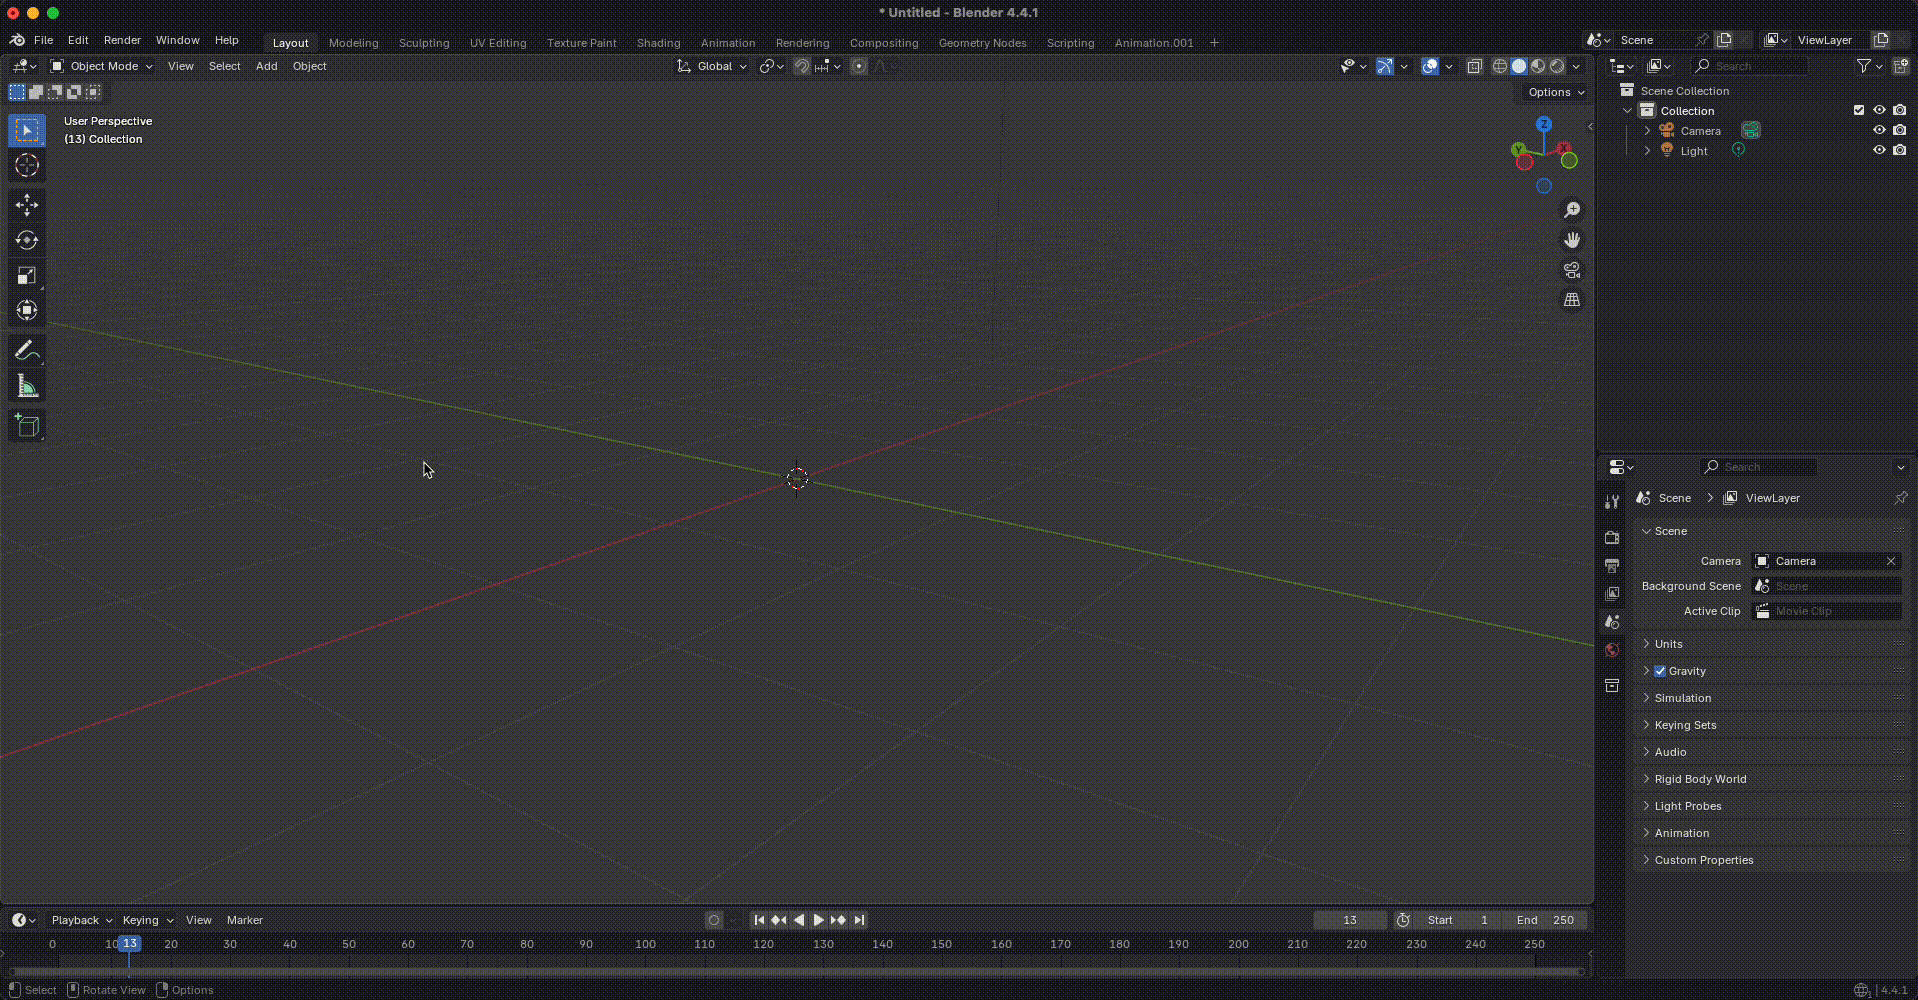 * Untitled - Blender 4.4.1
File Edit Render Window Help Layout Modeling Sculpting UV Editing Texture Paint Shading Animation Rendering Compositing Geometry Nodes Scripting Animation.001 + Scene ViewLayer
Object Mode View Select Add Object Global Search
Options
User Perspective
(13) Collection
Z
Y X
Scene Collection
Collection
Camera
Light
Search
Scene > ViewLayer
Scene
Camera Camera
Background Scene Scene
Active Clip Movie Clip
Units
Gravity
Simulation
Keying Sets
Audio
Rigid Body World
Light Probes
Animation
Custom Properties
Playback Keying View Marker 13 Start 1 End 250
0 10 13 20 30 40 50 60 70 80 90 100 110 120 130 140 150 160 170 180 190 200 210 220 230 240 250
Select Rotate View Options 1 | 4.4.1